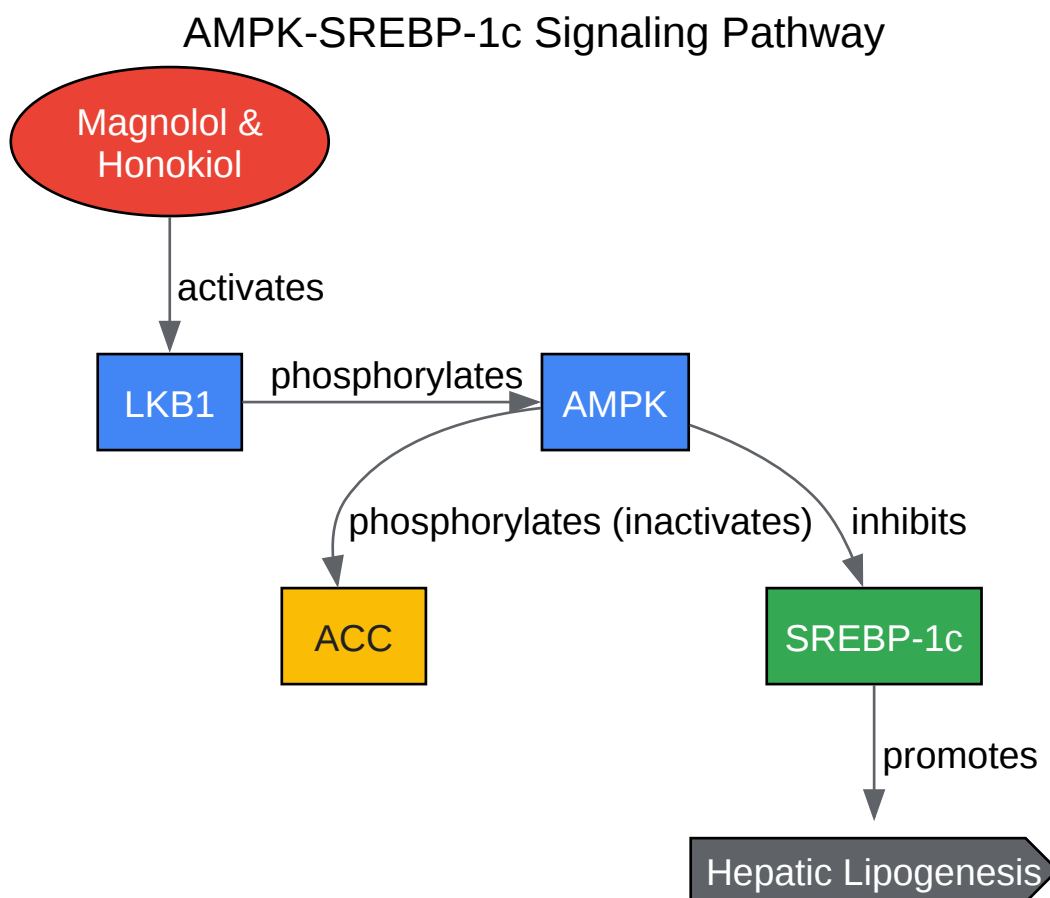 AMPK-SREBP-1c Signaling Pathway
Magnolol &
Honokiol
activates
LKB1
phosphorylates
AMPK
phosphorylates (inactivates)
inhibits
ACC
SREBP-1c
promotes
Hepatic Lipogenesis